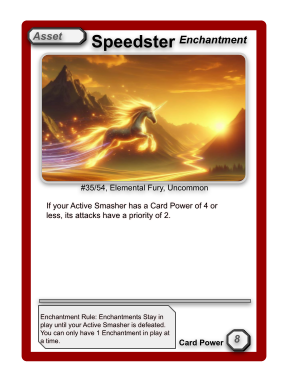 Asset
Speedster Enchantment
#35/54, Elemental Fury, Uncommon
If your Active Smasher has a Card Power of 4 or
less, its attacks have a priority of 2.
Enchantment Rule: Enchantments Stay in
play until your Active Smasher is defeated.
You can only have 1 Enchantment in play at
a time.
Card Power 8